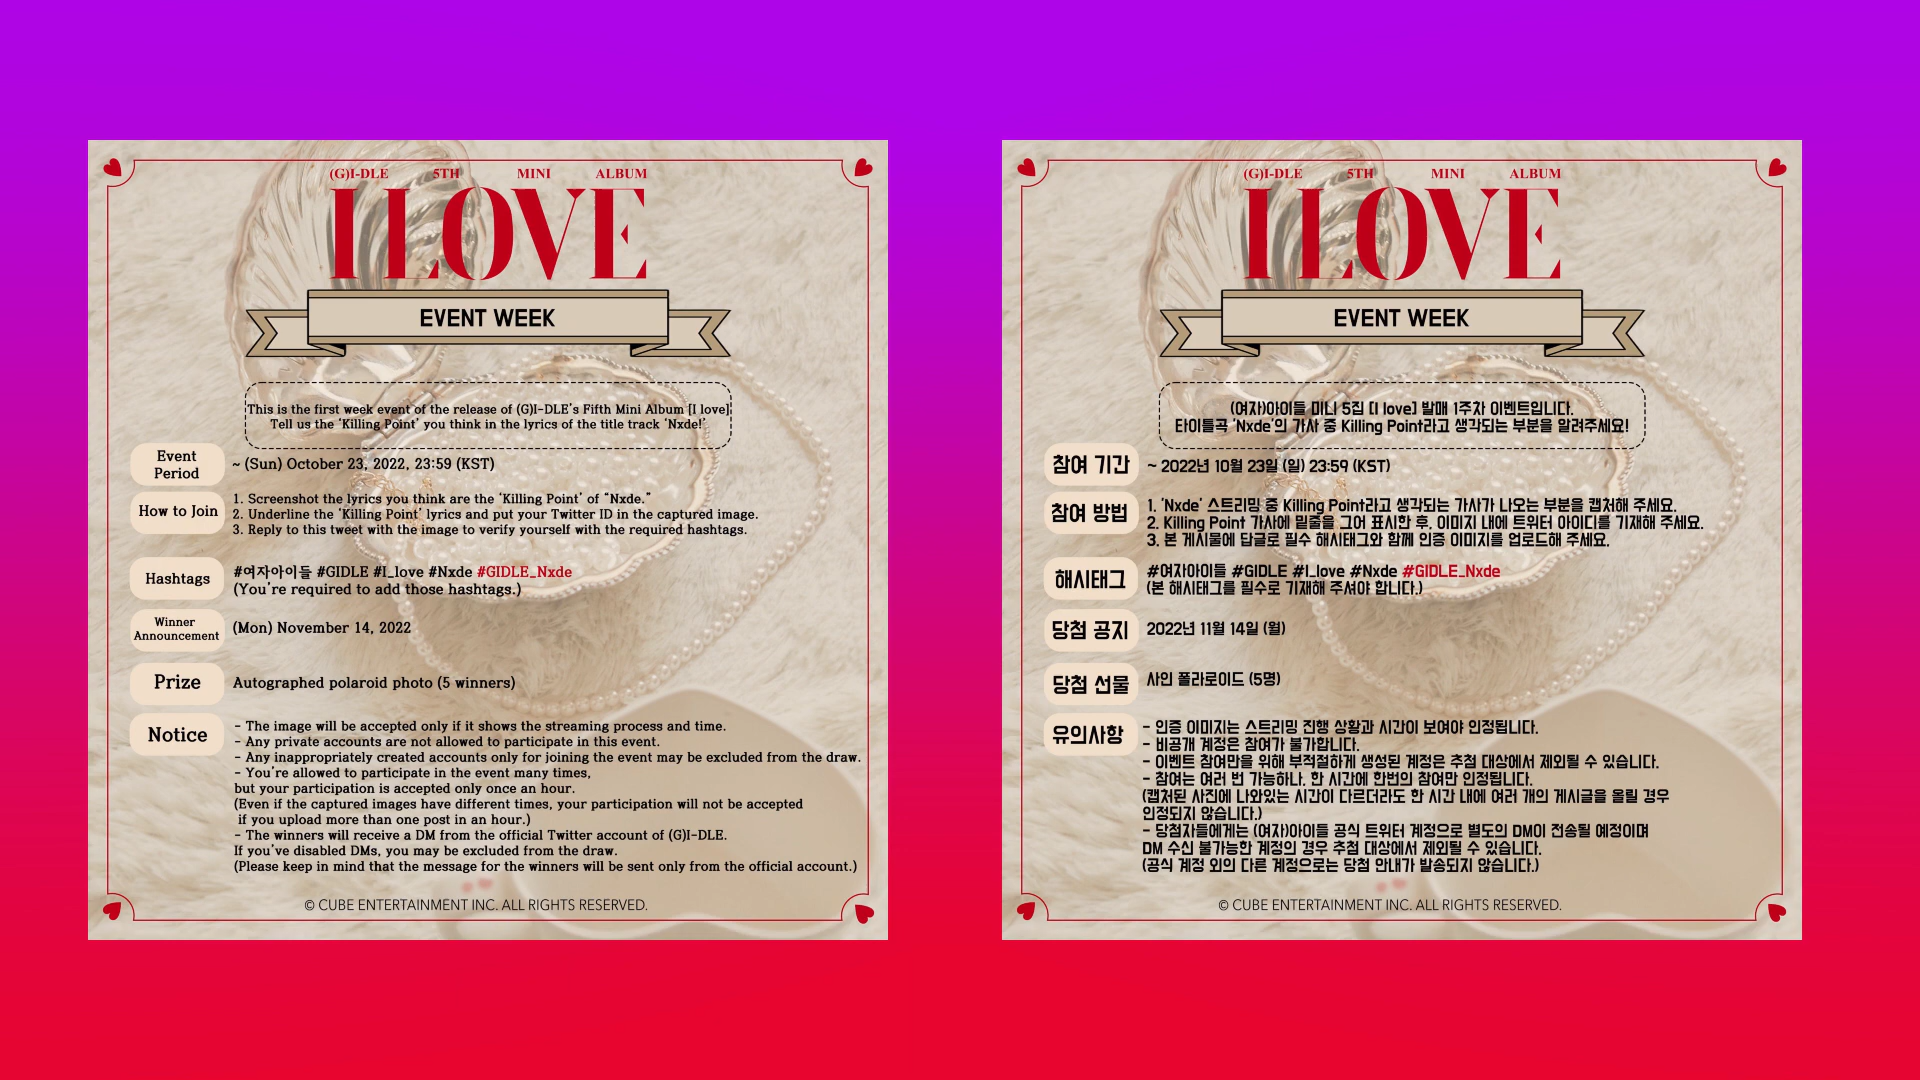 (G)I-DLE 5TH MINI ALBUM
I LOVE
EVENT WEEK
This is the first week event of the release of (G)I-DLE's Fifth Mini Album [I love]
Tell us the 'Killing Point' you think in the lyrics of the title track 'Nxde!'
Event
Period
~ (Sun) October 23, 2022, 23:59 (KST)
How to Join
1. Screenshot the lyrics you think are the 'Killing Point' of "Nxde."
2. Underline the 'Killing Point' lyrics and put your Twitter ID in the captured image.
3. Reply to this tweet with the image to verify yourself with the required hashtags.
Hashtags
#여자아이들 #GIDLE #I_love #Nxde #GIDLE_Nxde
(You're required to add those hashtags.)
Winner
Announcement
(Mon) November 14, 2022
Prize
Autographed polaroid photo (5 winners)
Notice
- The image will be accepted only if it shows the streaming process and time.
- Any private accounts are not allowed to participate in this event.
- Any inappropriately created accounts only for joining the event may be excluded from the draw.
- You're allowed to participate in the event many times,
but your participation is accepted only once an hour.
(Even if the captured images have different times, your participation will not be accepted
if you upload more than one post in an hour.)
- The winners will receive a DM from the official Twitter account of (G)I-DLE.
If you've disabled DMs, you may be excluded from the draw.
(Please keep in mind that the message for the winners will be sent only from the official account.)
© CUBE ENTERTAINMENT INC. ALL RIGHTS RESERVED.
(G)I-DLE 5TH MINI ALBUM
I LOVE
EVENT WEEK
(여자)아이들 미니 5집 [I love] 발매 1주차 이벤트입니다.
타이틀곡 'Nxde'의 가사 중 Killing Point라고 생각되는 부분을 알려주세요!
참여 기간
~ 2022년 10월 23일 (일) 23:59 (KST)
참여 방법
1. 'Nxde' 스트리밍 중 Killing Point라고 생각되는 가사가 나오는 부분을 캡처해 주세요.
2. Killing Point 가사에 밑줄을 그어 표시한 후, 이미지 내에 트위터 아이디를 기재해 주세요.
3. 본 게시물에 답글로 필수 해시태그와 함께 인증 이미지를 업로드해 주세요.
해시태그
#여자아이들 #GIDLE #I_love #Nxde #GIDLE_Nxde
(본 해시태그를 필수로 기재해 주셔야 합니다.)
당첨 공지
2022년 11월 14일 (월)
당첨 선물
사인 폴라로이드 (5명)
유의사항
- 인증 이미지는 스트리밍 진행 상황과 시간이 보여야 인정됩니다.
- 비공개 계정은 참여가 불가합니다.
- 이벤트 참여만을 위해 부적절하게 생성된 계정은 추첨 대상에서 제외될 수 있습니다.
- 참여는 여러 번 가능하나, 한 시간에 한번의 참여만 인정됩니다.
(캡처된 사진에 나와있는 시간이 다르더라도 한 시간 내에 여러 개의 게시글을 올릴 경우
인정되지 않습니다.)
- 당첨자들에게는 (여자)아이들 공식 트위터 계정으로 별도의 DM이 전송될 예정이며
DM 수신 불가능한 계정의 경우 추첨 대상에서 제외될 수 있습니다.
(공식 계정 외의 다른 계정으로는 당첨 안내가 발송되지 않습니다.)
© CUBE ENTERTAINMENT INC. ALL RIGHTS RESERVED.